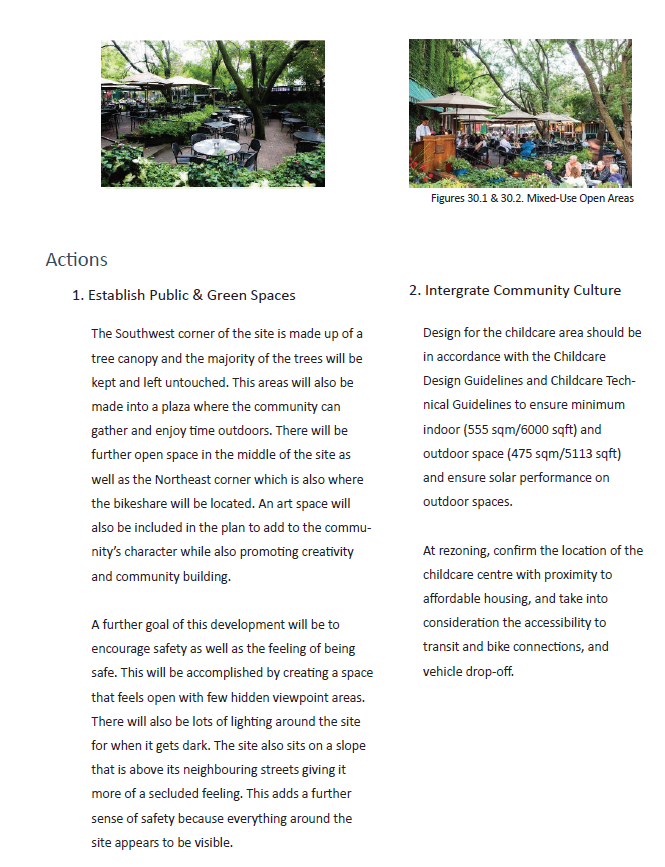 Figures 30.1 & 30.2. Mixed-Use Open Areas
Actions
1. Establish Public & Green Spaces
The Southwest corner of the site is made up of a
tree canopy and the majority of the trees will be
kept and left untouched. This areas will also be
made into a plaza where the community can
gather and enjoy time outdoors. There will be
further open space in the middle of the site as
well as the Northeast corner which is also where
the bikeshare will be located. An art space will
also be included in the plan to add to the commu-
nity's character while also promoting creativity
and community building.
A further goal of this development will be to
encourage safety as well as the feeling of being
safe. This will be accomplished by creating a space
that feels open with few hidden viewpoint areas.
There will also be lots of lighting around the site
for when it gets dark. The site also sits on a slope
that is above its neighbouring streets giving it
more of a secluded feeling. This adds a further
sense of safety because everything around the
site appears to be visible.
2. Intergrate Community Culture
Design for the childcare area should be
in accordance with the Childcare
Design Guidelines and Childcare Tech-
nical Guidelines to ensure minimum
indoor (555 sqm/6000 sqft) and
outdoor space (475 sqm/5113 sqft)
and ensure solar performance on
outdoor spaces.
At rezoning, confirm the location of the
childcare centre with proximity to
affordable housing, and take into
consideration the accessibility to
transit and bike connections, and
vehicle drop-off.